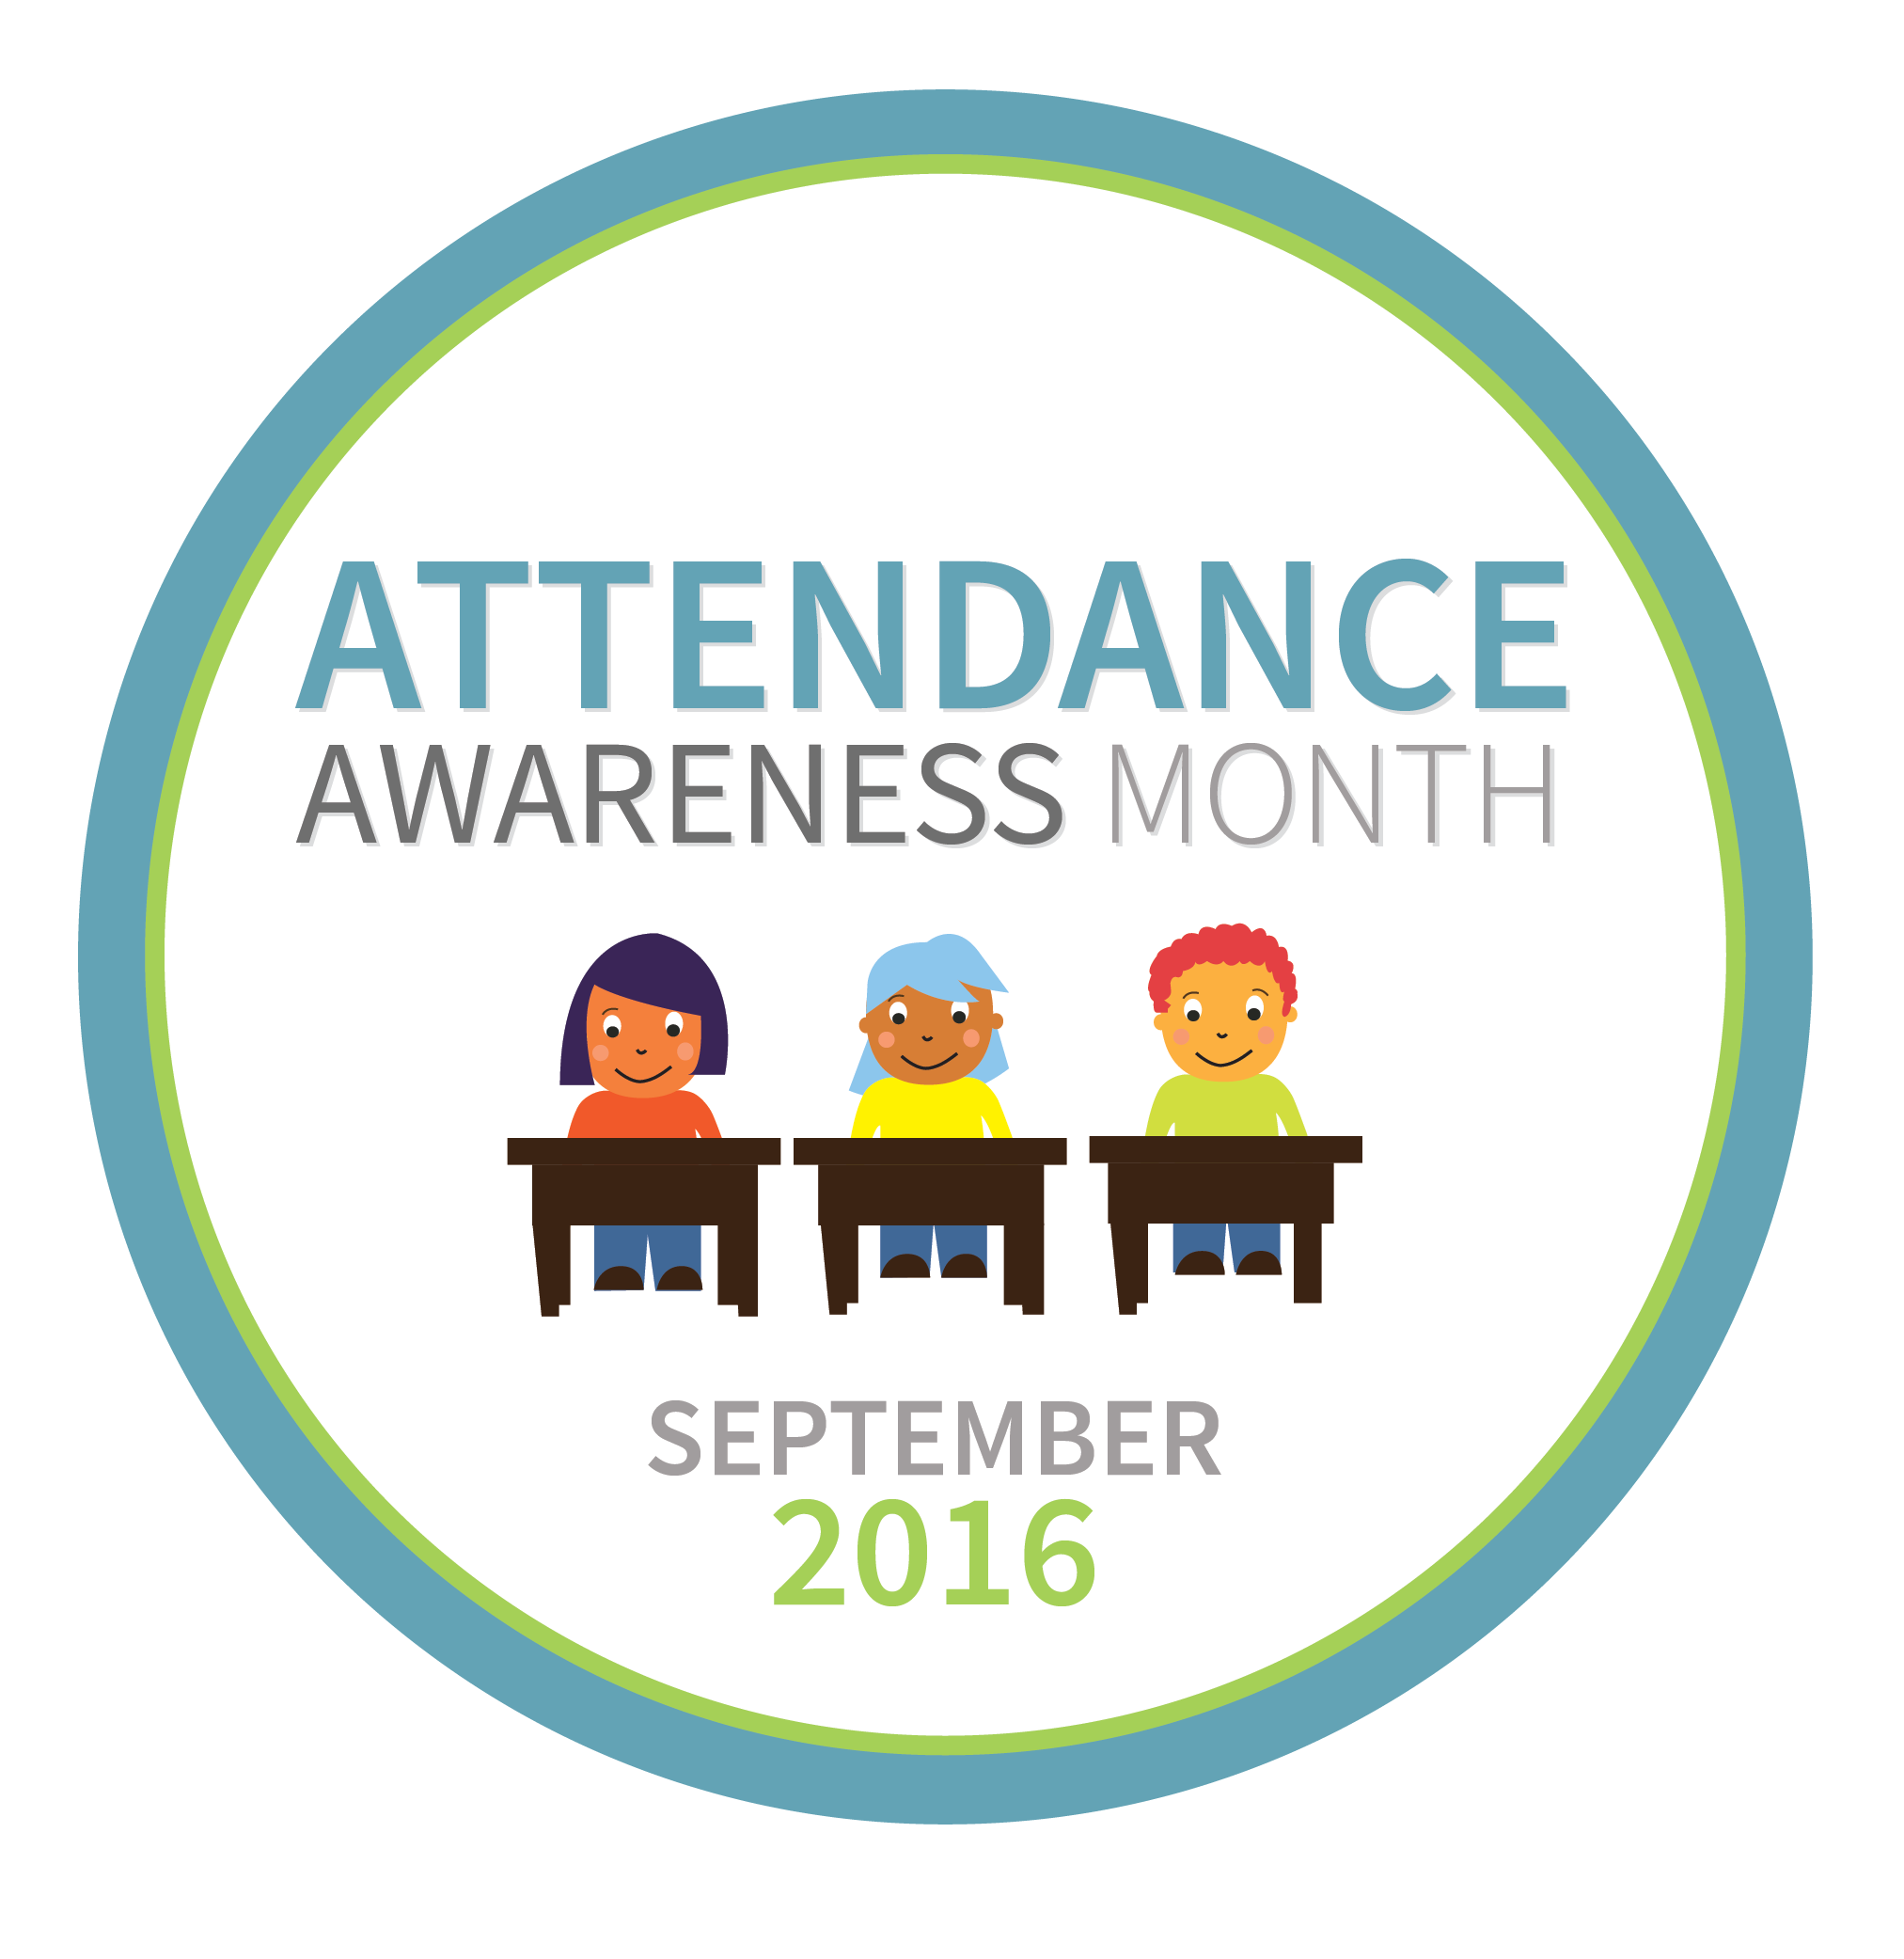 ATTENDANCE
AWARENESS MONTH
SEPTEMBER
2016